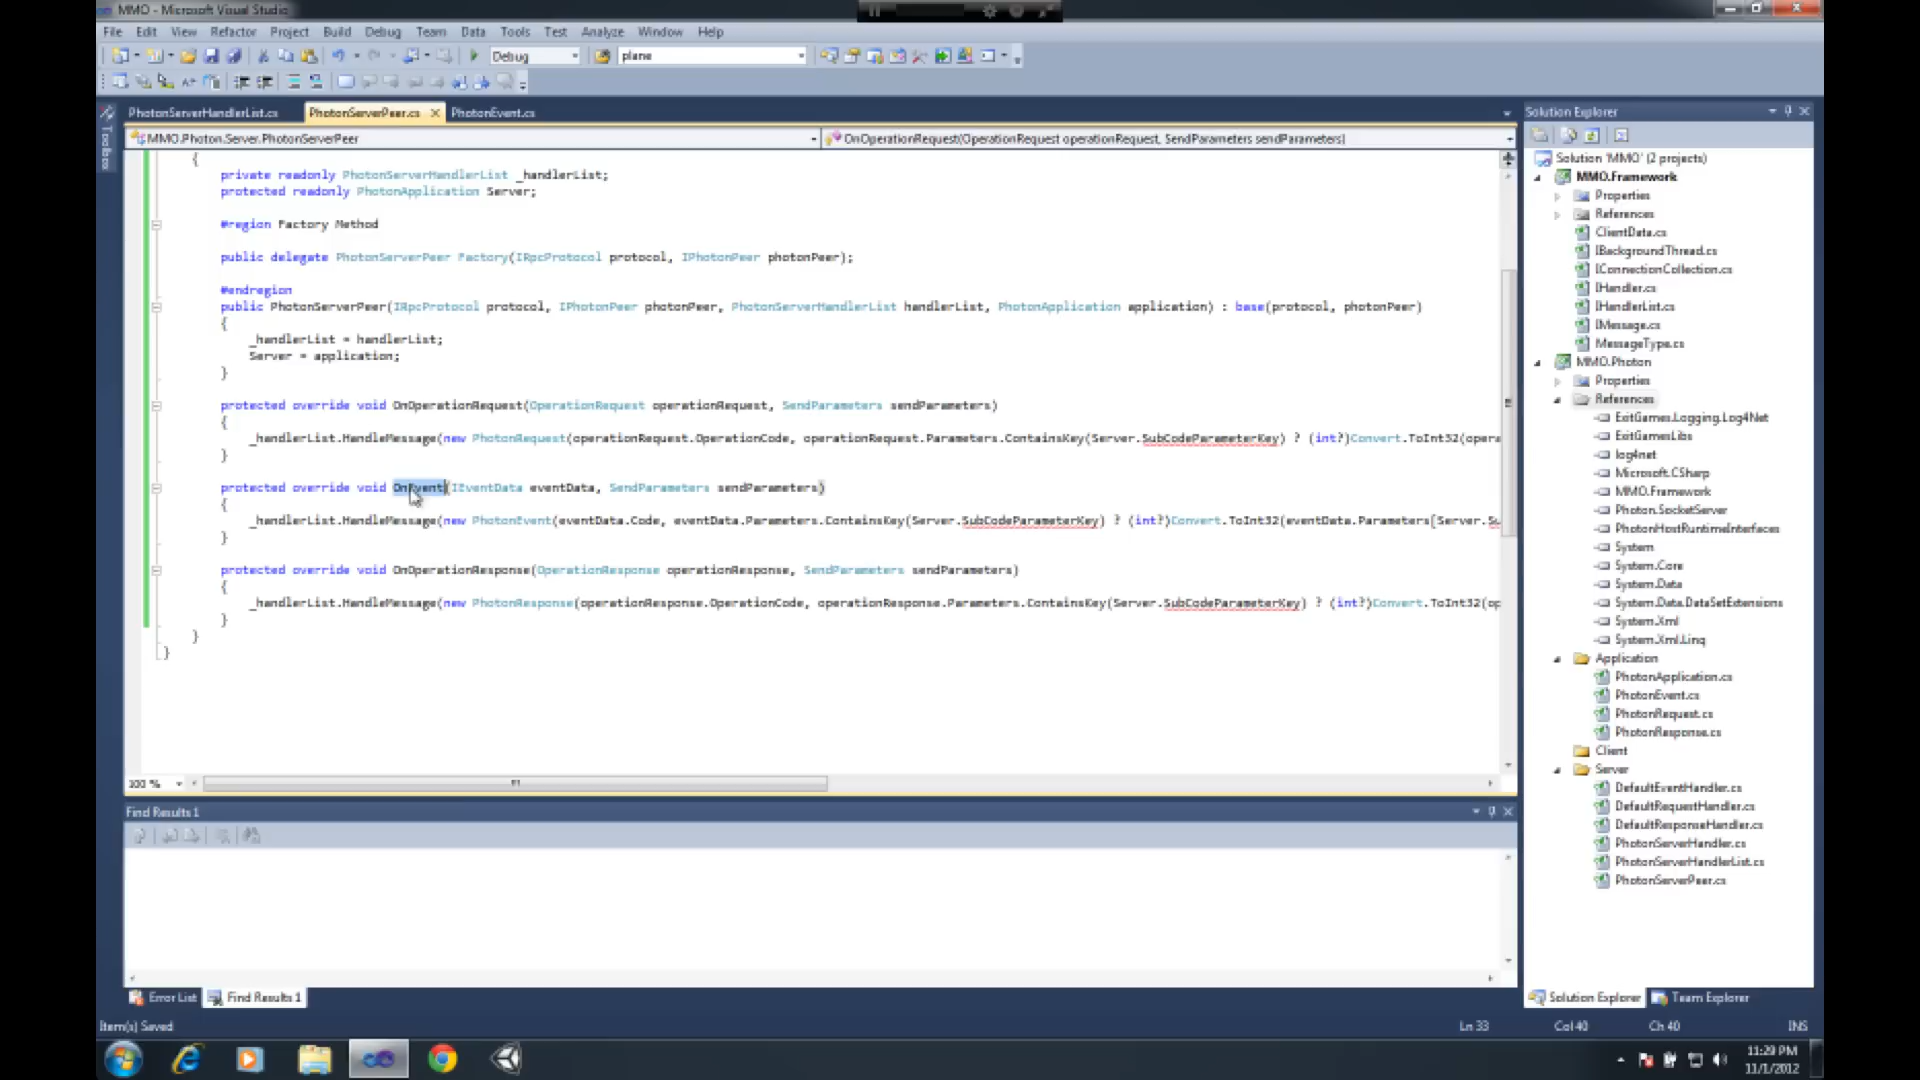 MMO - Microsoft Visual Studio
File Edit View Refactor Project Build Debug Team Data Tools Test Analyze Window Help
Debug plane
PhotonServerHandlerList.cs PhotonServerPeer.cs PhotonEvent.cs
MMO.Photon.Server.PhotonServerPeer OnOperationRequest(OperationRequest operationRequest, SendParameters sendParameters)
Toolbox
{
private readonly PhotonServerHandlerList _handlerList;
protected readonly PhotonApplication Server;
#region Factory Method
public delegate PhotonServerPeer Factory(IRpcProtocol protocol, IPhotonPeer photonPeer);
#endregion
public PhotonServerPeer(IRpcProtocol protocol, IPhotonPeer photonPeer, PhotonServerHandlerList handlerList, PhotonApplication application) : base(protocol, photonPeer)
{
_handlerList = handlerList;
Server = application;
}
protected override void OnOperationRequest(OperationRequest operationRequest, SendParameters sendParameters)
{
_handlerList.HandleMessage(new PhotonRequest(operationRequest.OperationCode, operationRequest.Parameters.ContainsKey(Server.SubCodeParameterKey) ? (int?)Convert.ToInt32(opera
}
protected override void OnEvent(IEventData eventData, SendParameters sendParameters)
{
_handlerList.HandleMessage(new PhotonEvent(eventData.Code, eventData.Parameters.ContainsKey(Server.SubCodeParameterKey) ? (int?)Convert.ToInt32(eventData.Parameters[Server.Su
}
protected override void OnOperationResponse(OperationResponse operationResponse, SendParameters sendParameters)
{
_handlerList.HandleMessage(new PhotonResponse(operationResponse.OperationCode, operationResponse.Parameters.ContainsKey(Server.SubCodeParameterKey) ? (int?)Convert.ToInt32(op
}
}
}
100 %
Find Results 1
Error List Find Results 1
Item(s) Saved
Ln 33 Col 40 Ch 40 INS
Solution Explorer
Solution 'MMO' (2 projects)
MMO.Framework
Properties
References
ClientData.cs
IBackgroundThread.cs
IConnectionCollection.cs
IHandler.cs
IHandlerList.cs
IMessage.cs
MessageType.cs
MMO.Photon
Properties
References
ExitGames.Logging.Log4Net
ExitGamesLibs
log4net
Microsoft.CSharp
MMO.Framework
Photon.SocketServer
PhotonHostRuntimeInterfaces
System
System.Core
System.Data
System.Data.DataSetExtensions
System.Xml
System.Xml.Linq
Application
PhotonApplication.cs
PhotonEvent.cs
PhotonRequest.cs
PhotonResponse.cs
Client
Server
DefaultEventHandler.cs
DefaultRequestHandler.cs
DefaultResponseHandler.cs
PhotonServerHandler.cs
PhotonServerHandlerList.cs
PhotonServerPeer.cs
Solution Explorer Team Explorer
11:29 PM
11/1/2012